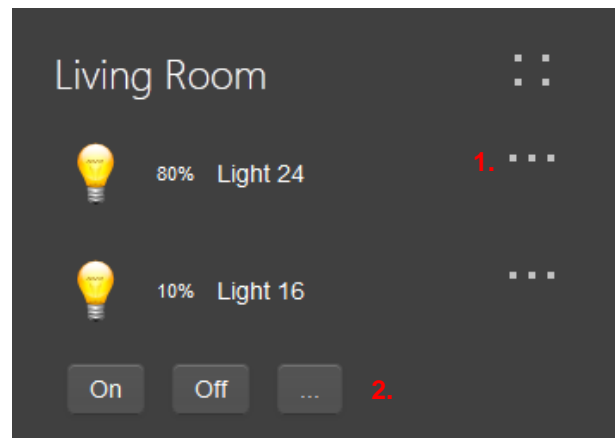 Living Room
80% Light 24 1. ...
10% Light 16 ...
On Off ... 2.